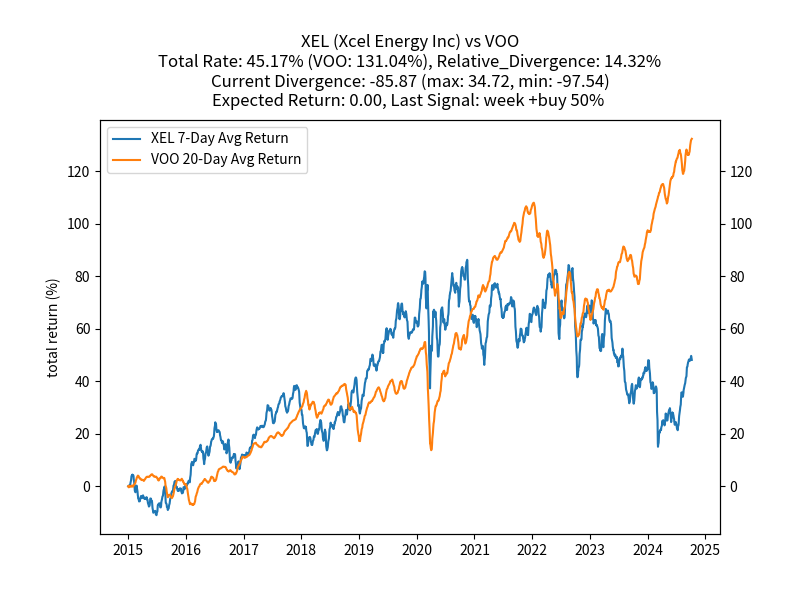 XEL (Xcel Energy Inc) vs VOO
Total Rate: 45.17% (VOO: 131.04%), Relative_Divergence: 14.32%
Current Divergence: -85.87 (max: 34.72, min: -97.54)
Expected Return: 0.00, Last Signal: week +buy 50%
XEL 7-Day Avg Return
VOO 20-Day Avg Return
total return (%)
120
100
80
60
40
20
0
120
100
80
60
40
20
0
2015 2016 2017 2018 2019 2020 2021 2022 2023 2024 2025